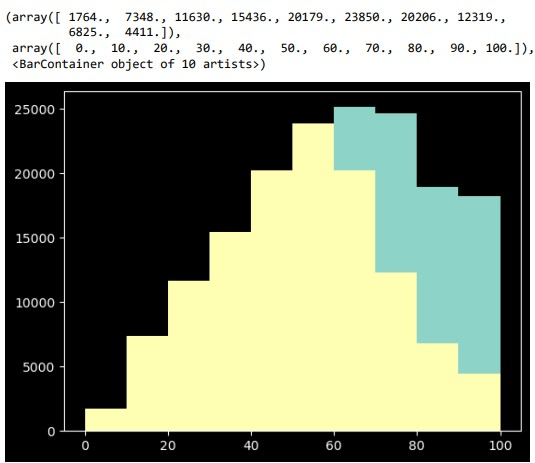 (array([ 1764.,  7348., 11630., 15436., 20179., 23850., 20206., 12319.,
         6825.,  4411.]),
 array([  0.,  10.,  20.,  30.,  40.,  50.,  60.,  70.,  80.,  90., 100.]),
 <BarContainer object of 10 artists>)
25000
20000
15000
10000
5000
0
0 20 40 60 80 100